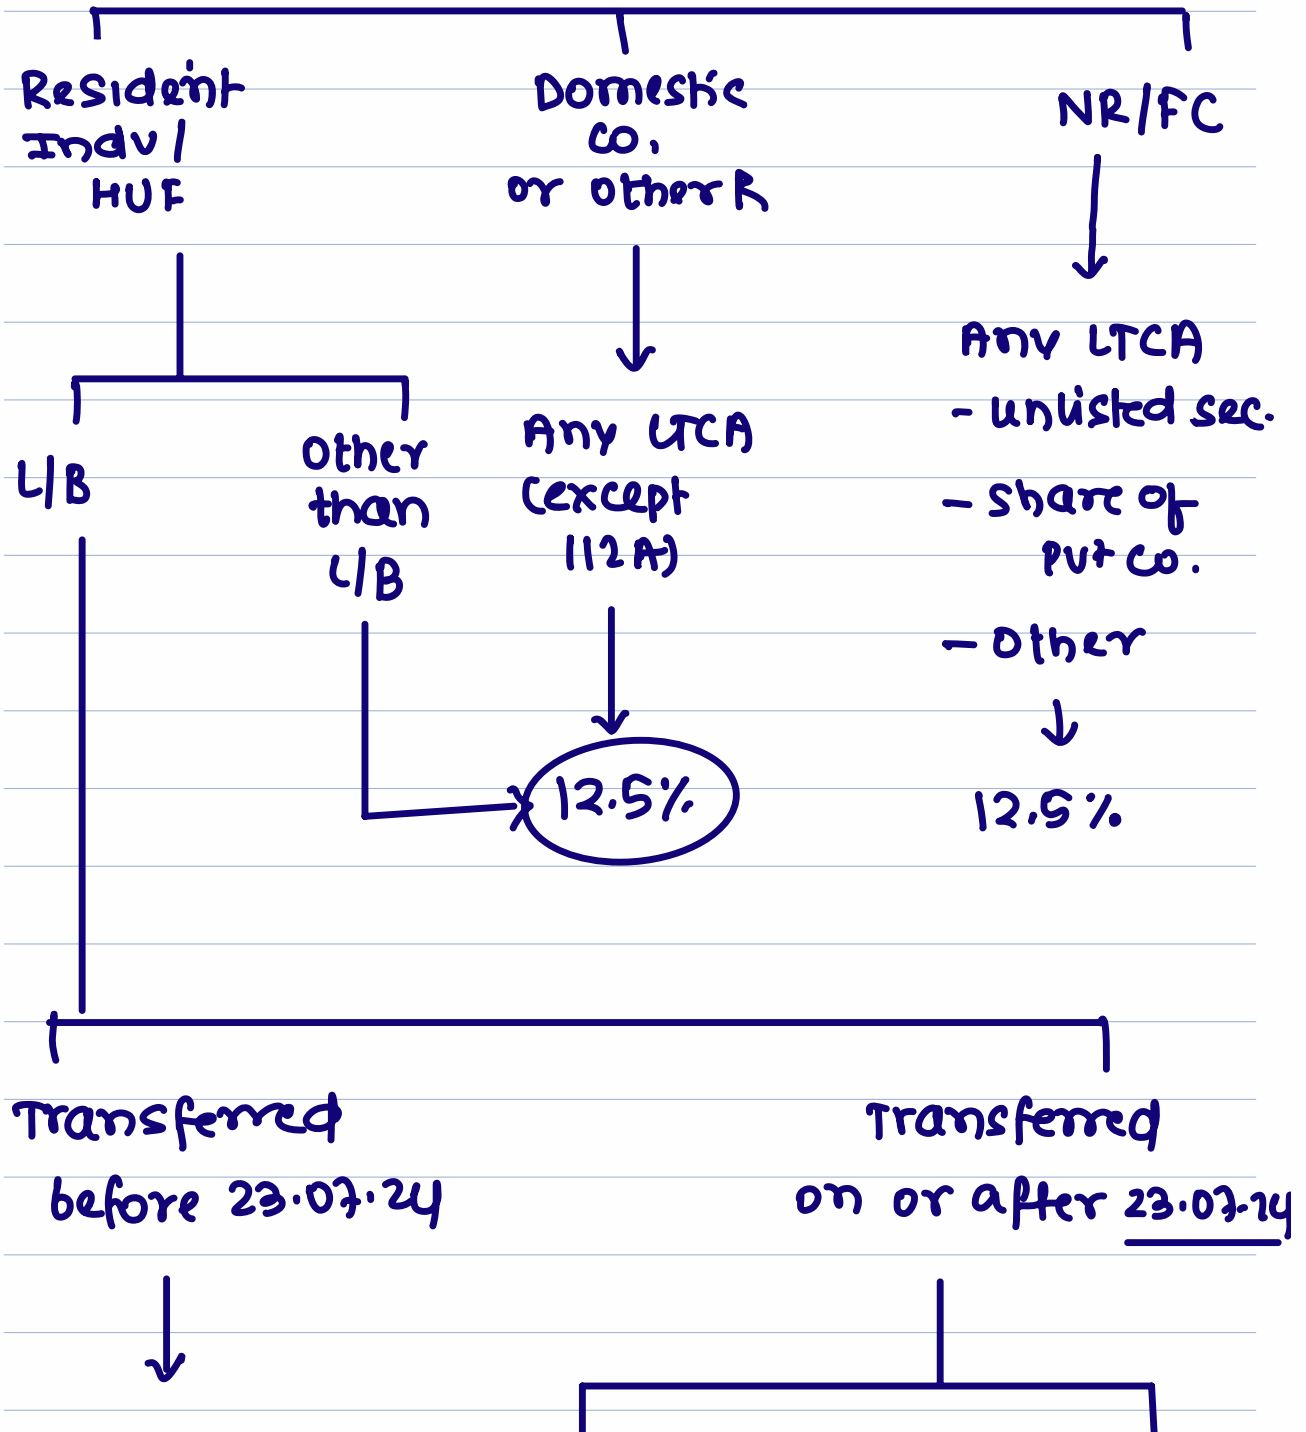 Resident
Indv/
HUF
Domestic
co.
or other R
NR/FC
L/B
Other
than
L/B
Any LTCA
(except
112A)
Any LTCA
- unlisted sec.
- share of
pvt co.
- Other
12.5%
12.5%
Transferred
before 23.07.24
Transferred
on or after 23.07.24